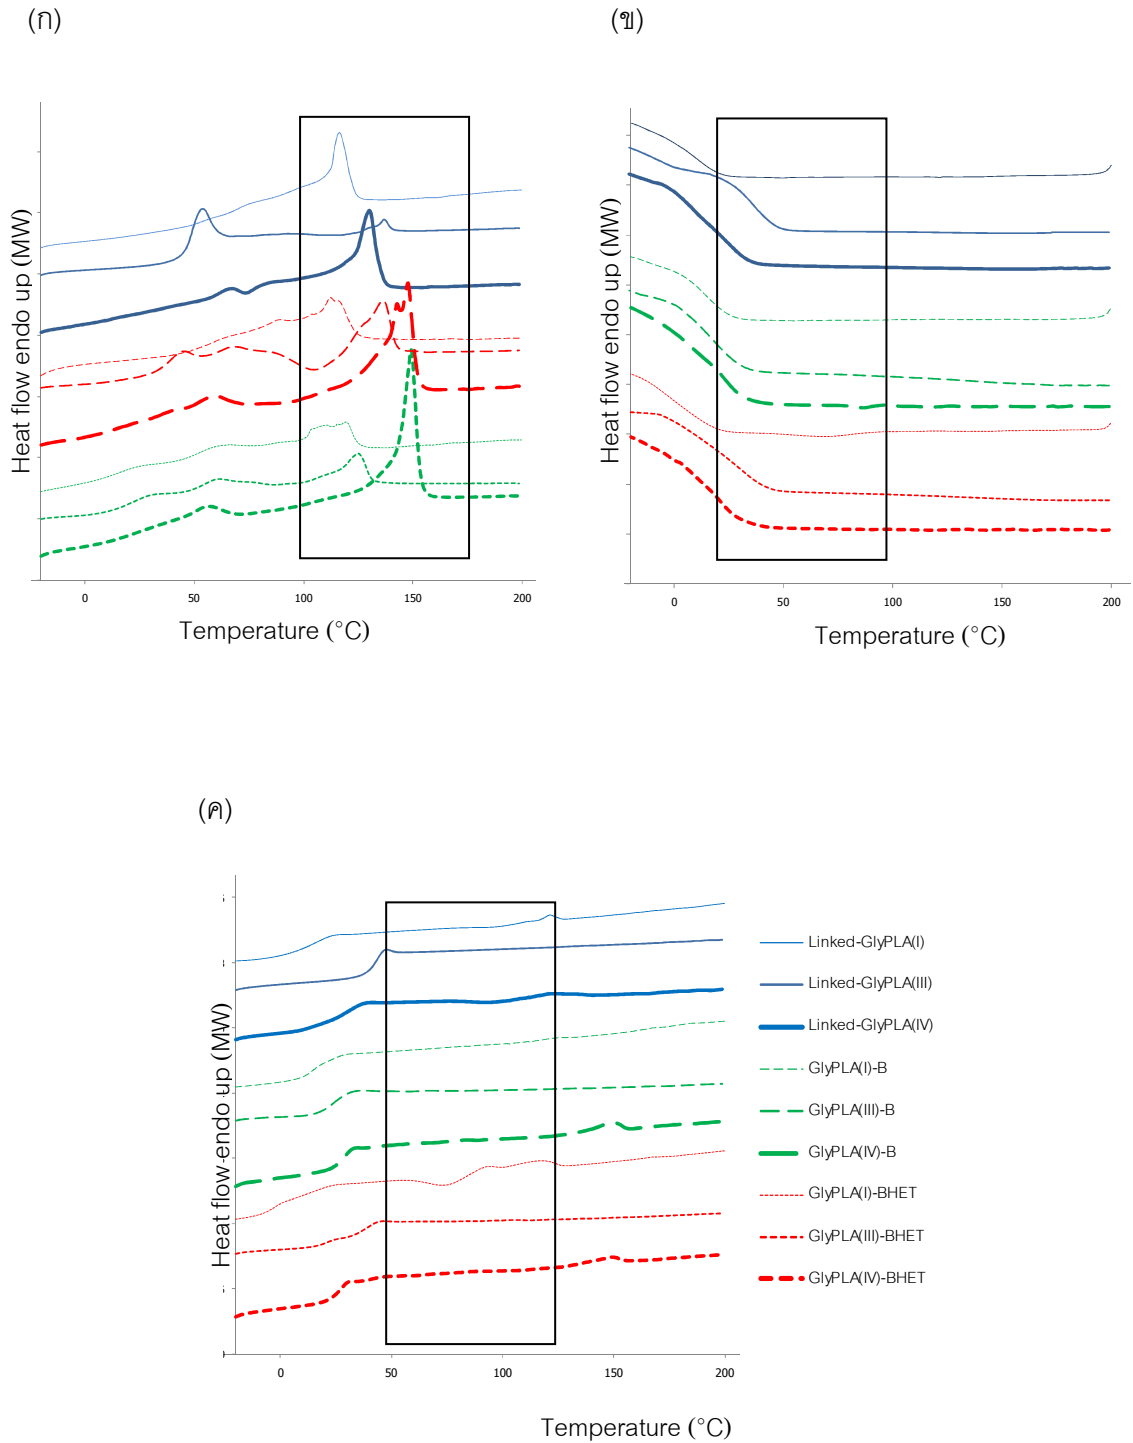 (ก)
(ข)
Heat flow endo up (MW)
0 50 100 150 200
Temperature (°C)
Heat flow endo up (MW)
0 50 100 150 200
Temperature (°C)
(ค)
Heat flow-endo up (MW)
0 50 100 150 200
Temperature (°C)
Linked-GlyPLA(I)
Linked-GlyPLA(III)
Linked-GlyPLA(IV)
GlyPLA(I)-B
GlyPLA(III)-B
GlyPLA(IV)-B
GlyPLA(I)-BHET
GlyPLA(III)-BHET
GlyPLA(IV)-BHET